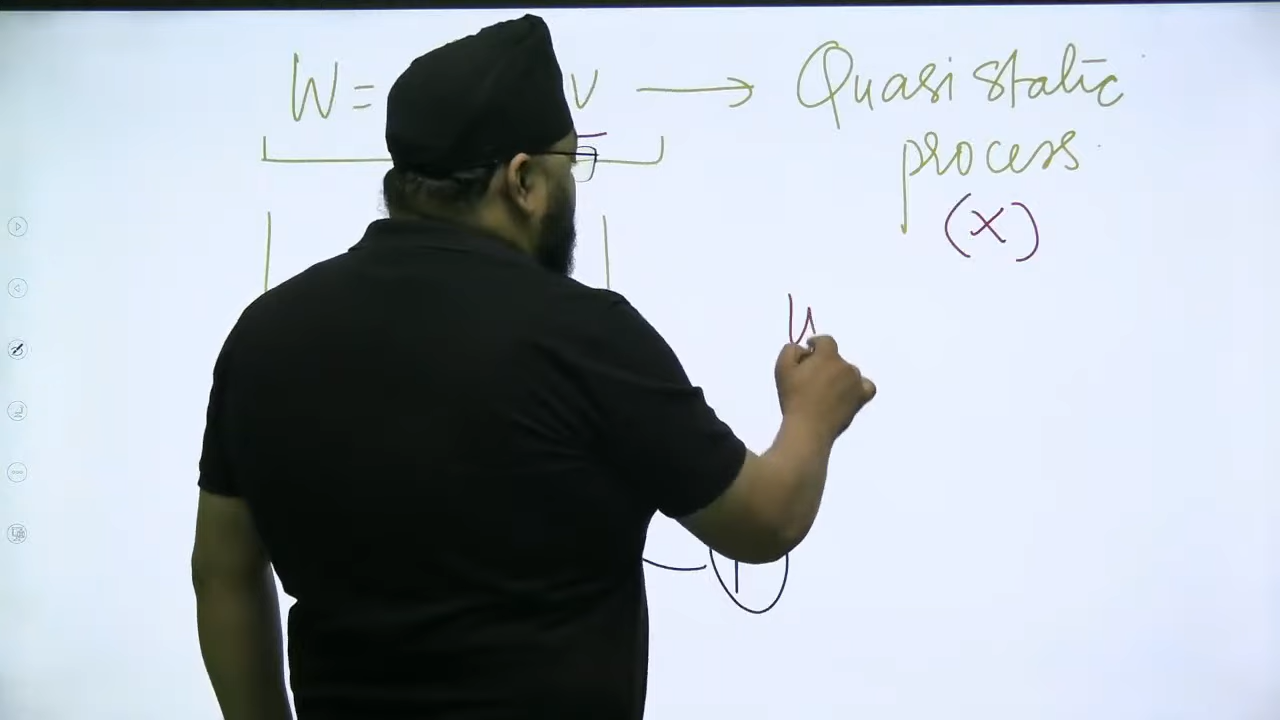 W = V → Quasi static
process
(x)
W